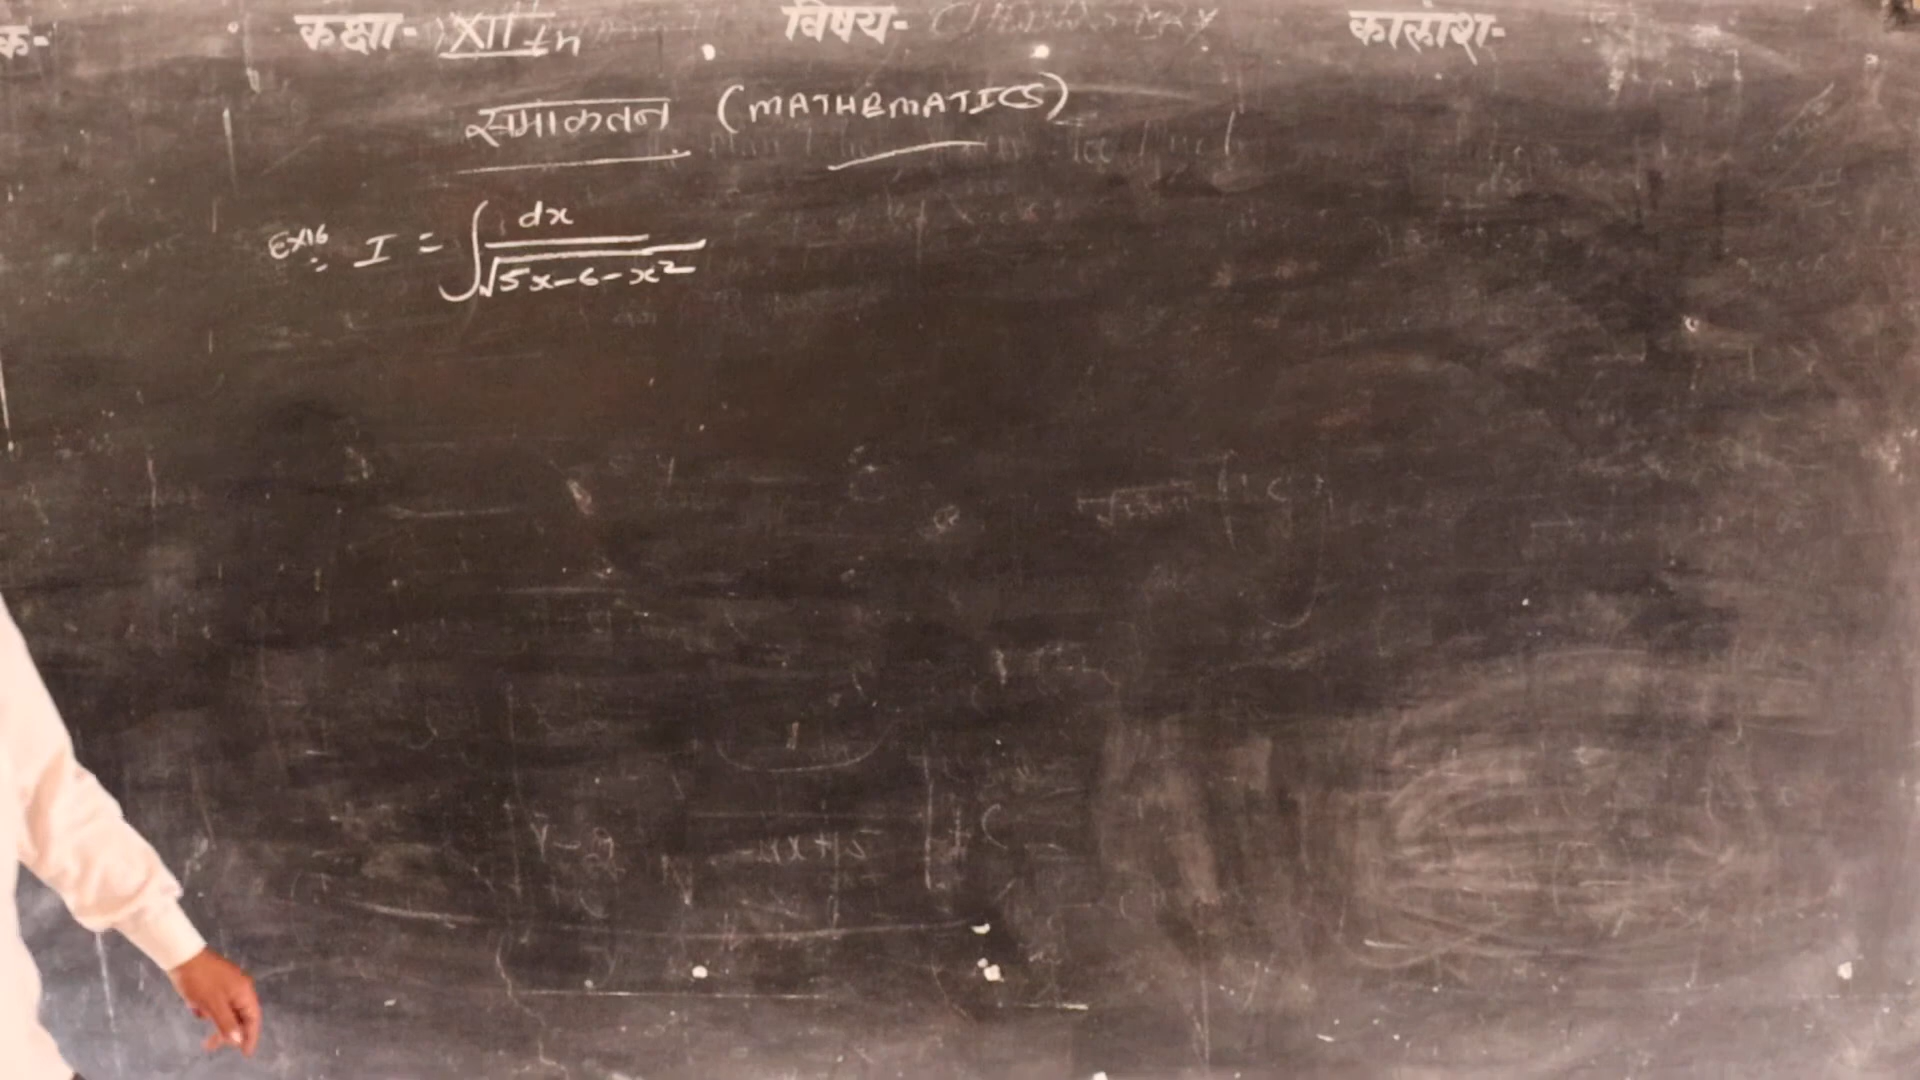 क- कक्षा- XII th विषय- कालांश-
समाकलन (MATHEMATICS)
Ex16 : I = ∫ dx / √5x-6-x²